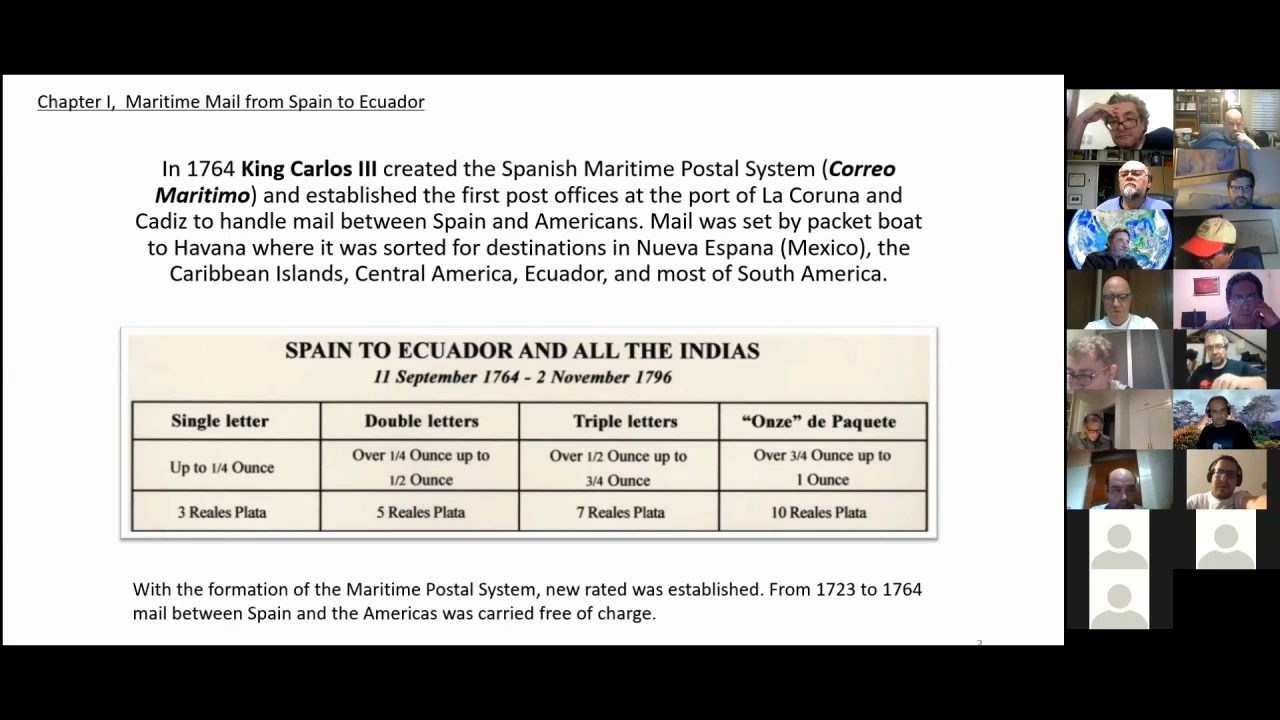 Chapter I, Maritime Mail from Spain to Ecuador
In 1764 King Carlos III created the Spanish Maritime Postal System (Correo
Maritimo) and established the first post offices at the port of La Coruna and
Cadiz to handle mail between Spain and Americans. Mail was set by packet boat
to Havana where it was sorted for destinations in Nueva Espana (Mexico), the
Caribbean Islands, Central America, Ecuador, and most of South America.
SPAIN TO ECUADOR AND ALL THE INDIAS
11 September 1764 - 2 November 1796
Single letter Double letters Triple letters "Onze" de Paquete
Up to 1/4 Ounce Over 1/4 Ounce up to 1/2 Ounce Over 1/2 Ounce up to 3/4 Ounce Over 3/4 Ounce up to 1 Ounce
3 Reales Plata 5 Reales Plata 7 Reales Plata 10 Reales Plata
With the formation of the Maritime Postal System, new rated was established. From 1723 to 1764
mail between Spain and the Americas was carried free of charge.